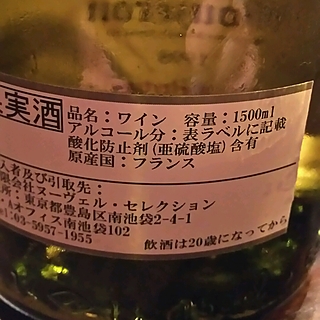 実酒
品名：ワイン　容量：1500ml
アルコール分：表ラベルに記載
酸化防止剤(亜硫酸塩)含有
原産国：フランス
入者及び引取先：
式会社ヌーヴェル・セレクション
所：東京都豊島区南池袋2-4-1
オフィス南池袋102
:03-5957-1955
飲酒は20歳になってから